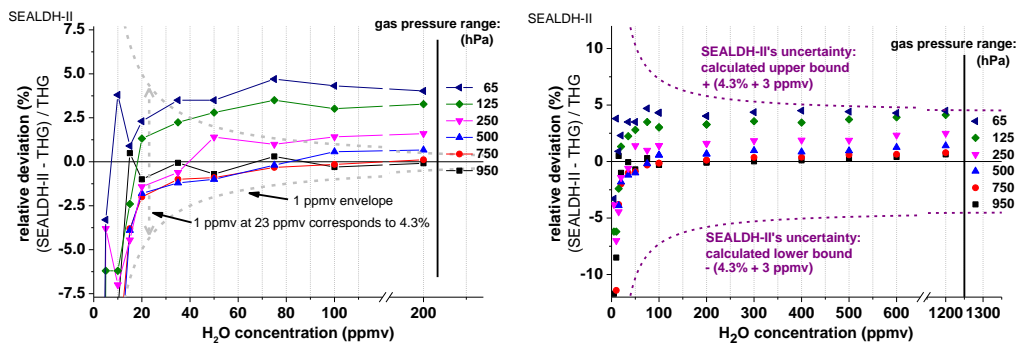 SEALDH-II
gas pressure range:
(hPa)
relative deviation (%)
(SEALDH-II - THG) / THG
7.5
5.0
2.5
0.0
-2.5
-5.0
-7.5
65
125
250
500
750
950
1 ppmv envelope
1 ppmv at 23 ppmv corresponds to 4.3%
0 20 40 60 80 100 200
H2O concentration (ppmv)
SEALDH-II
gas pressure range:
(hPa)
relative deviation (%)
(SEALDH-II - THG) / THG
10
5
0
-5
-10
SEALDH-II's uncertainty:
calculated upper bound
+ (4.3% + 3 ppmv)
65
125
250
500
750
950
SEALDH-II's uncertainty:
calculated lower bound
- (4.3% + 3 ppmv)
0 100 200 300 400 500 600 1200 1300
H2O concentration (ppmv)